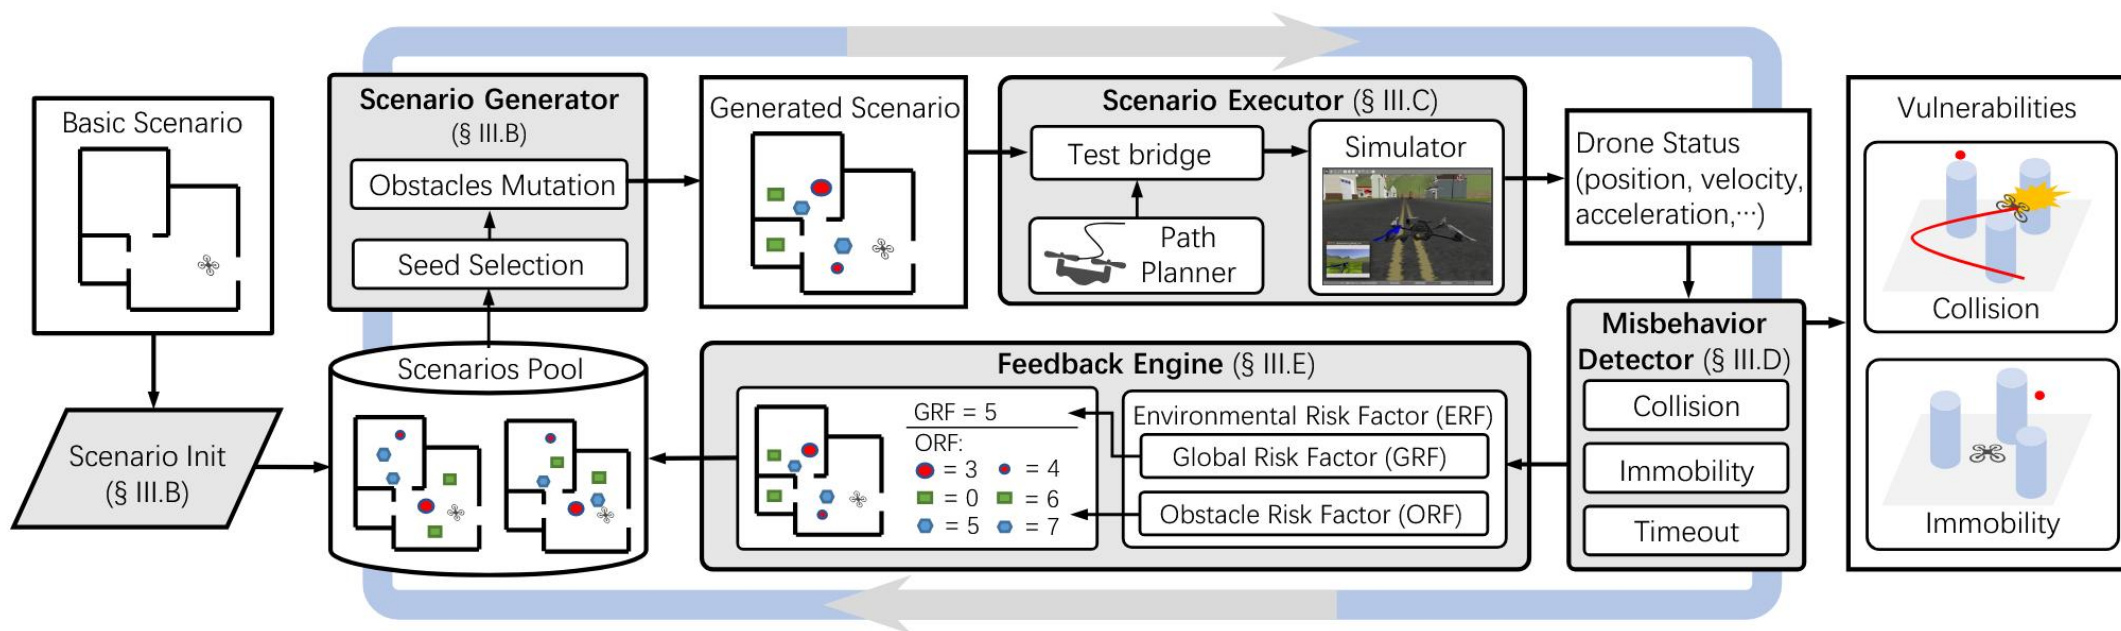 Basic Scenario
Scenario Init
(§ III.B)
Scenario Generator
(§ III.B)
Obstacles Mutation
Seed Selection
Scenarios Pool
Generated Scenario
Scenario Executor (§ III.C)
Test bridge
Path
Planner
Simulator
Drone Status
(position, velocity,
acceleration,···)
Misbehavior
Detector (§ III.D)
Collision
Immobility
Timeout
Feedback Engine (§ III.E)
GRF = 5
ORF:
= 3 = 4
= 0 = 6
= 5 = 7
Environmental Risk Factor (ERF)
Global Risk Factor (GRF)
Obstacle Risk Factor (ORF)
Vulnerabilities
Collision
Immobility